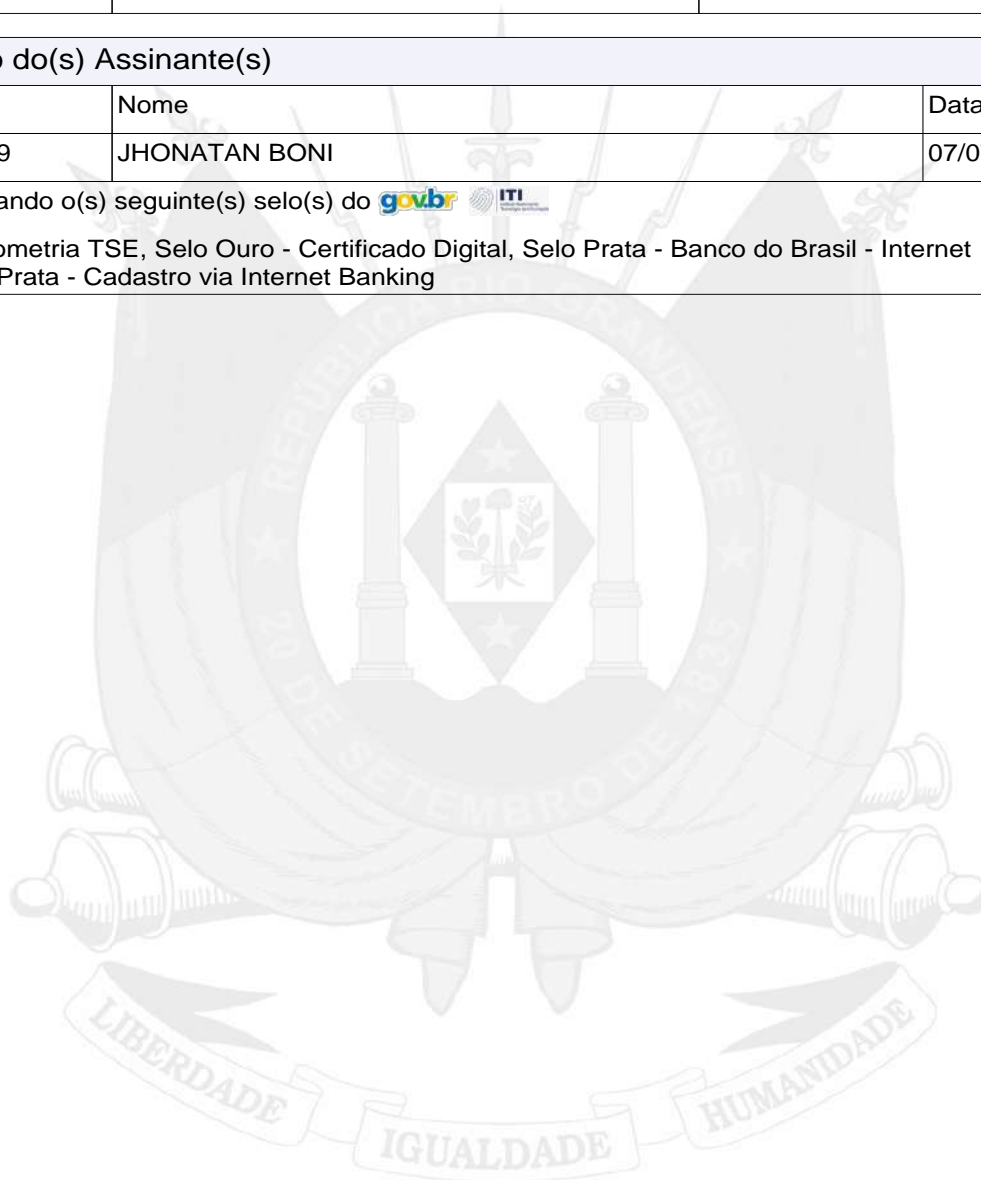 o do(s) Assinante(s)
Nome
Data
9
JHONATAN BONI
07/0
ando o(s) seguinte(s) selo(s) do gov.br ITI
ometria TSE, Selo Ouro - Certificado Digital, Selo Prata - Banco do Brasil - Internet
Prata - Cadastro via Internet Banking
REPÚBLICA RIO GRANDENSE
20 DE SETEMBRO DE 1835
LIBERDADE
IGUALDADE
HUMANIDADE